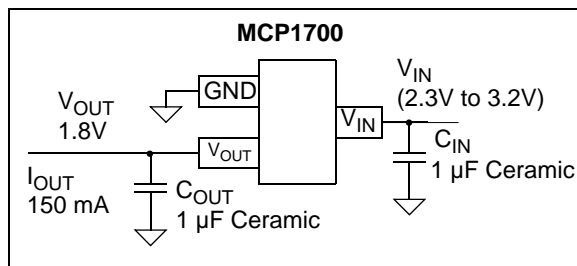 MCP1700
GND
VIN
(2.3V to 3.2V)
VOUT
1.8V
VIN
VOUT
IOUT
150 mA
COUT
1 µF Ceramic
CIN
1 µF Ceramic